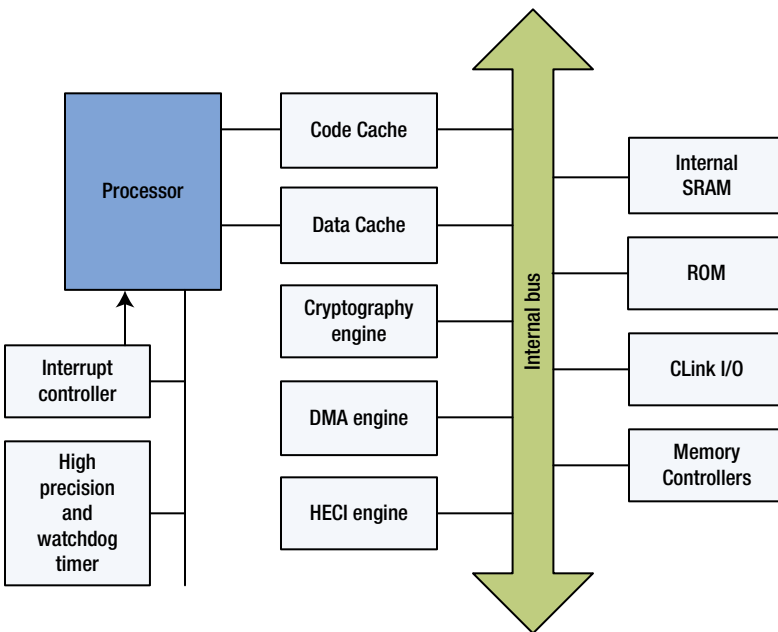 Processor
Code Cache
Data Cache
Cryptography
engine
DMA engine
HECI engine
Interrupt
controller
High
precision
and
watchdog
timer
Internal bus
Internal
SRAM
ROM
CLink I/O
Memory
Controllers